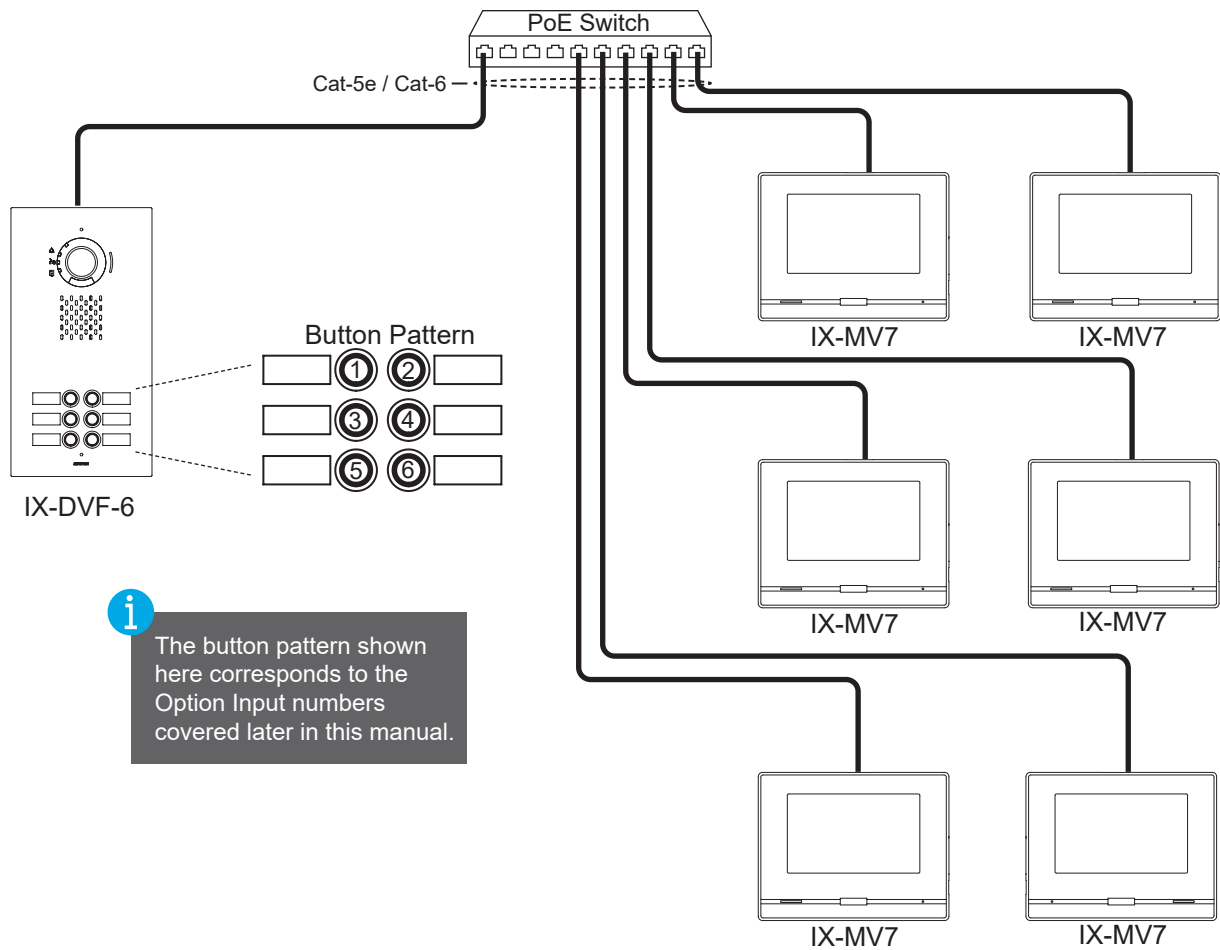 PoE Switch
Cat-5e / Cat-6
IX-MV7
IX-MV7
Button Pattern
1 2
3 4
5 6
IX-DVF-6
IX-MV7
IX-MV7
i
The button pattern shown
here corresponds to the
Option Input numbers
covered later in this manual.
IX-MV7
IX-MV7